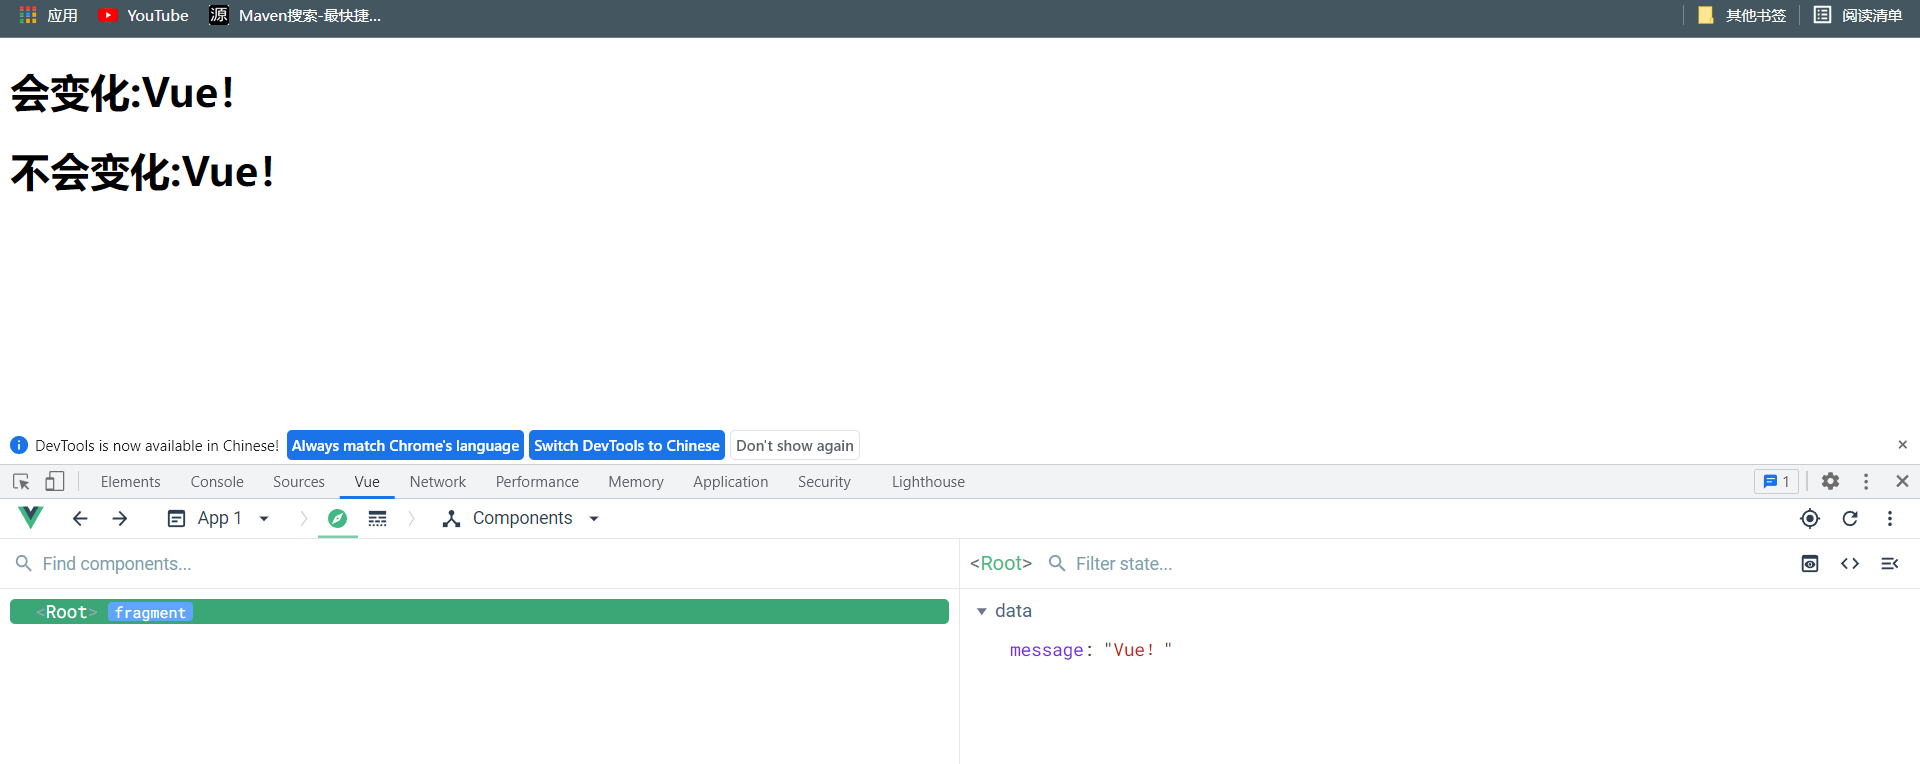 应用 YouTube 源 Maven搜索-最快捷... 其他书签 阅读清单
会变化:Vue！
不会变化:Vue！
DevTools is now available in Chinese! Always match Chrome's language Switch DevTools to Chinese Don't show again ×
Elements Console Sources Vue Network Performance Memory Application Security Lighthouse 1
App 1 Components
Find components... <Root> Filter state...
<Root> fragment data
message: "Vue！"